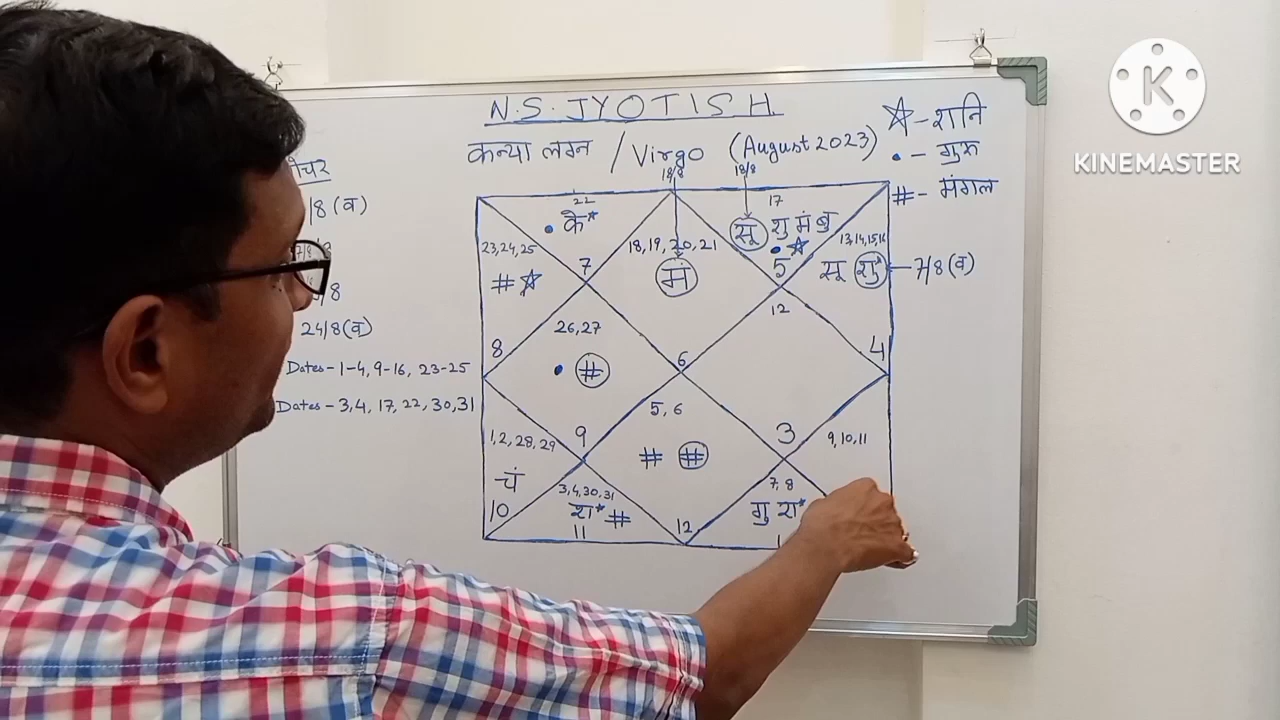 N.S. JYOTISH
कन्या लग्न / Virgo (August 2023)
☆ - शनि
• - गुरु
# - मंगल
KINEMASTER
/8 (व)
/8
24/8 (व)
Dates - 1-4, 9-16, 23-25
Dates - 3, 4, 17, 22, 30, 31
18/8
18/8
22
• के*
17
सू शु मं बु
• ☆
23, 24, 25
# ☆
18, 19, 20, 21
मं
13, 14, 15, 16
सू शु*
7/8 (व)
7
5
12
26, 27
• #
8
6
4
5, 6
# #
9
3
1, 2, 28, 29
चं
10
9, 10, 11
3, 4, 30, 31
श* #
11
12
7, 8
गु रा*
1